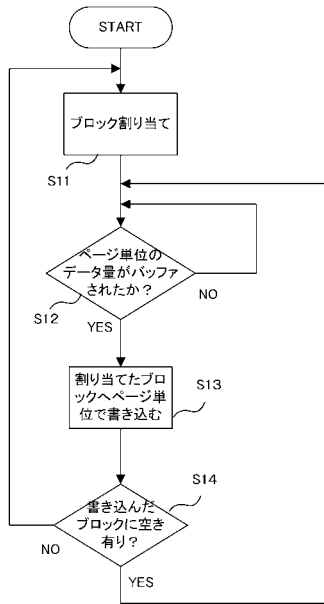 START
ブロック割り当て
S11
ページ単位の
データ量がバッファ
されたか？
NO
S12
YES
割り当てたブロ
ックへページ単
位で書き込む
S13
S14
書き込んだ
ブロックに空き
有り？
NO
YES